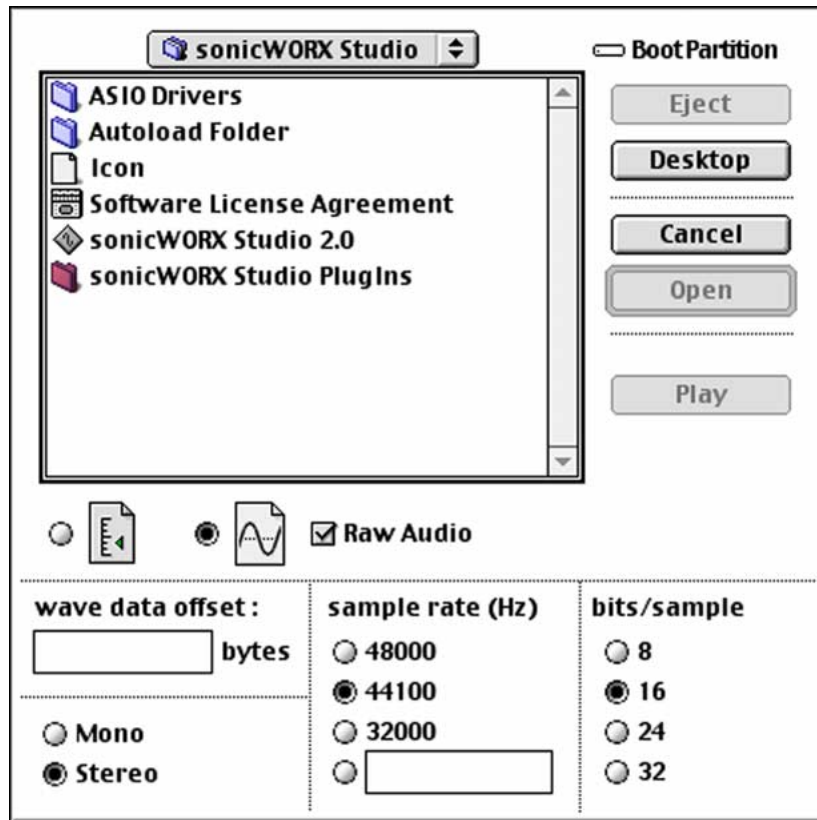 sonicWORX Studio
Boot Partition
ASIO Drivers
Autoload Folder
Icon
Software License Agreement
sonicWORX Studio 2.0
sonicWORX Studio PlugIns
Eject
Desktop
Cancel
Open
Play
Raw Audio
wave data offset :
bytes
Mono
Stereo
sample rate (Hz)
48000
44100
32000
bits/sample
8
16
24
32